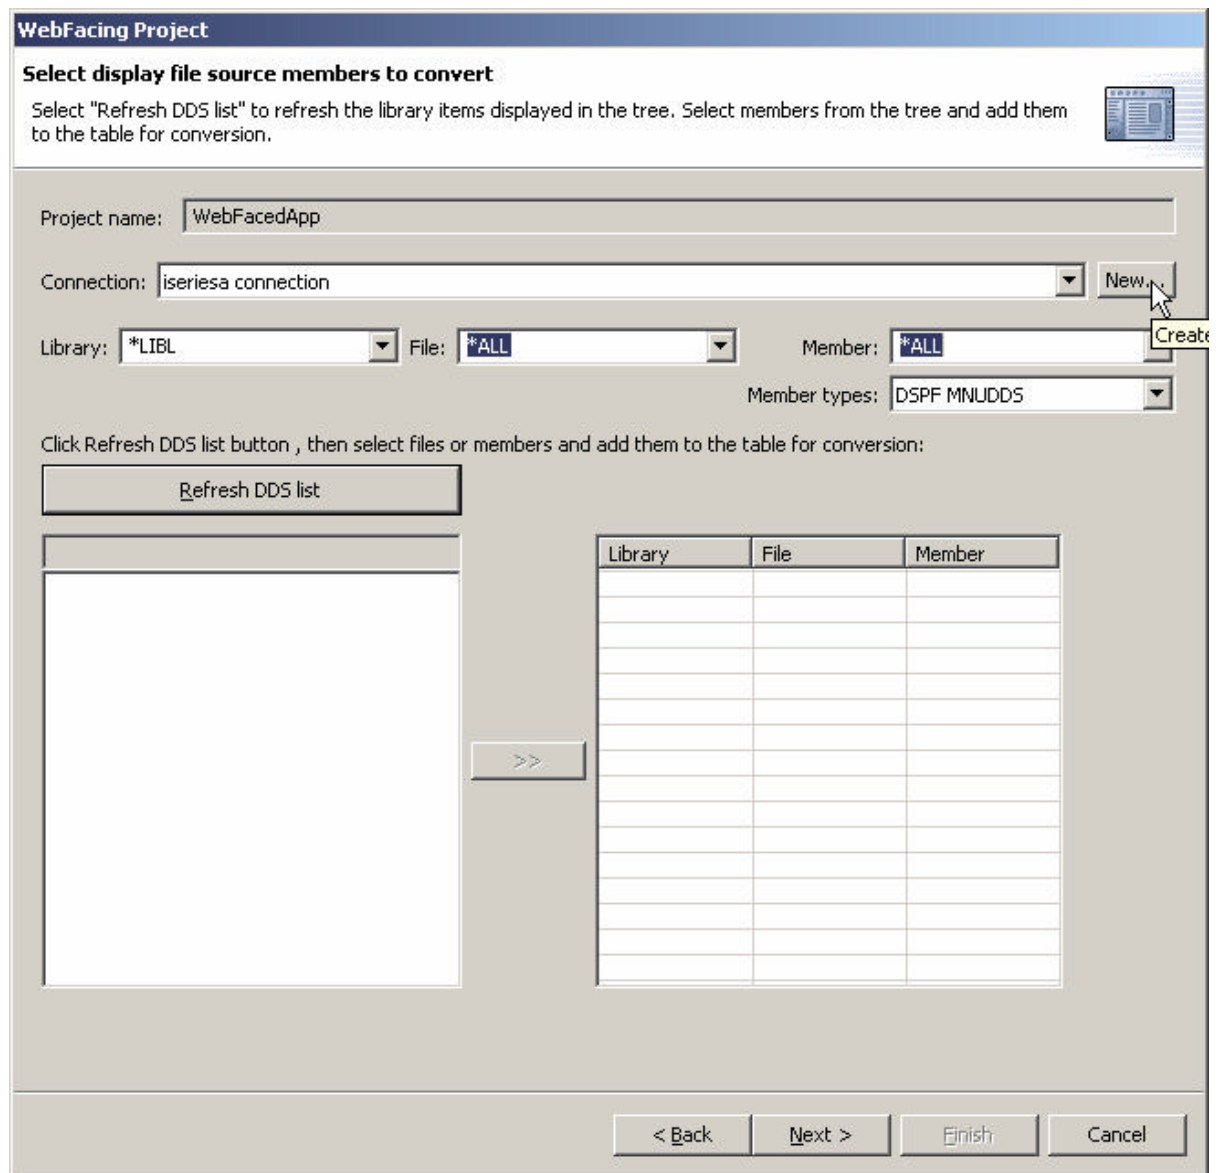 WebFacing Project
Select display file source members to convert
Select "Refresh DDS list" to refresh the library items displayed in the tree. Select members from the tree and add them
to the table for conversion.
Project name: WebFacedApp
Connection: iseriesa connection New...
Library: *LIBL File: *ALL Member: *ALL
Create
Member types: DSPF MNUDDS
Click Refresh DDS list button , then select files or members and add them to the table for conversion:
Refresh DDS list
Library File Member
>>
< Back Next > Finish Cancel